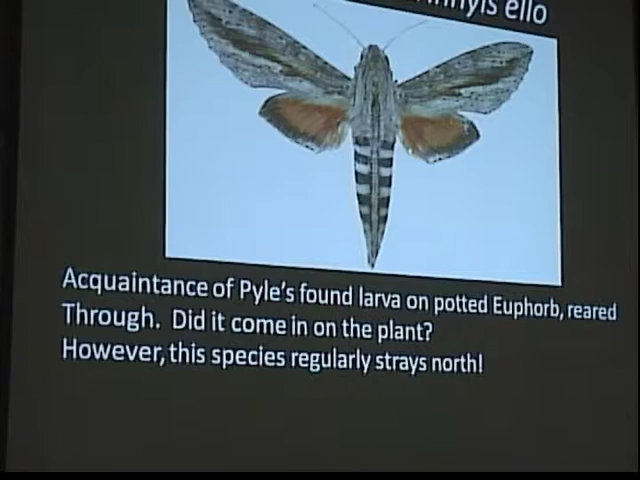 ello
Acquaintance of Pyle's found larva on potted Euphorb, reared
Through. Did it come in on the plant?
However, this species regularly strays north!